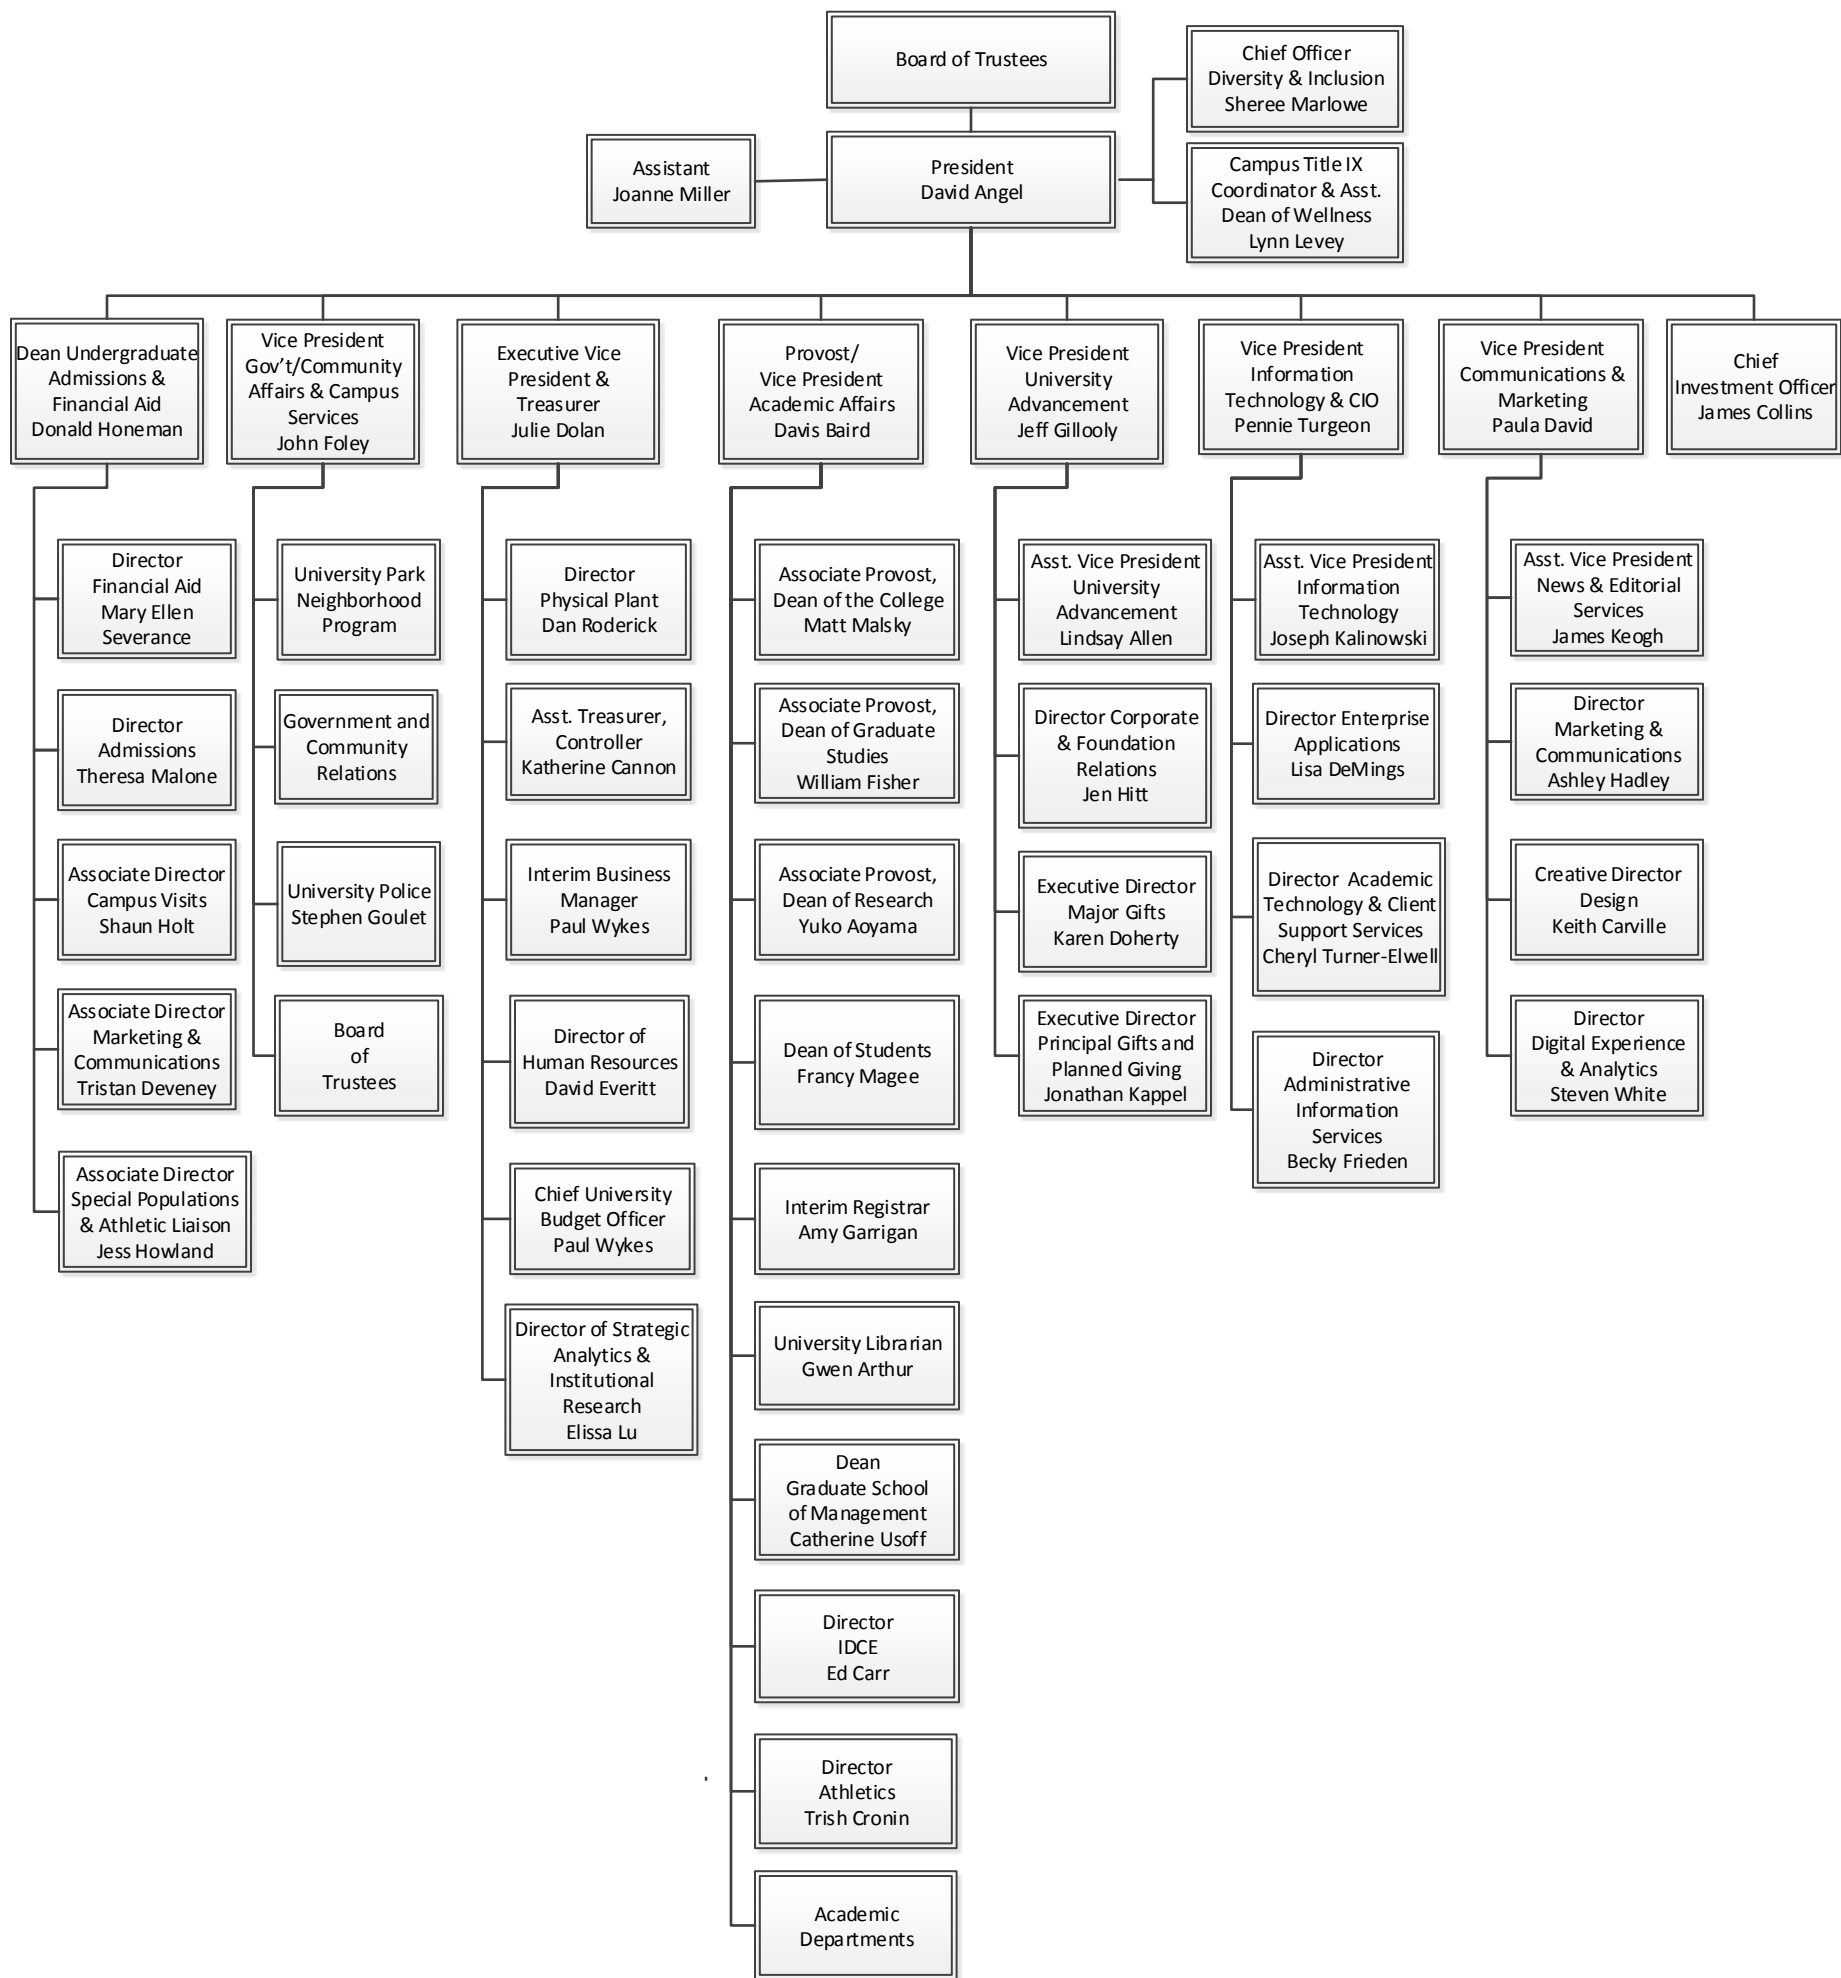 Board of Trustees
Chief Officer
Diversity & Inclusion
Sheree Marlowe
Assistant
Joanne Miller
President
David Angel
Campus Title IX
Coordinator & Asst.
Dean of Wellness
Lynn Levey
Dean Undergraduate
Admissions &
Financial Aid
Donald Honeman
Vice President
Gov't/Community
Affairs & Campus
Services
John Foley
Executive Vice
President &
Treasurer
Julie Dolan
Provost/
Vice President
Academic Affairs
Davis Baird
Vice President
University
Advancement
Jeff Gillooly
Vice President
Information
Technology & CIO
Pennie Turgeon
Vice President
Communications &
Marketing
Paula David
Chief
Investment Officer
James Collins
Director
Financial Aid
Mary Ellen
Severance
Director
Admissions
Theresa Malone
Associate Director
Campus Visits
Shaun Holt
Associate Director
Marketing &
Communications
Tristan Deveney
Associate Director
Special Populations
& Athletic Liaison
Jess Howland
University Park
Neighborhood
Program
Government and
Community
Relations
University Police
Stephen Goulet
Board
of
Trustees
Director
Physical Plant
Dan Roderick
Asst. Treasurer,
Controller
Katherine Cannon
Interim Business
Manager
Paul Wykes
Director of
Human Resources
David Everitt
Chief University
Budget Officer
Paul Wykes
Director of Strategic
Analytics &
Institutional
Research
Elissa Lu
Associate Provost,
Dean of the College
Matt Malsky
Associate Provost,
Dean of Graduate
Studies
William Fisher
Associate Provost,
Dean of Research
Yuko Aoyama
Dean of Students
Francy Magee
Interim Registrar
Amy Garrigan
University Librarian
Gwen Arthur
Dean
Graduate School
of Management
Catherine Usoff
Director
IDCE
Ed Carr
Director
Athletics
Trish Cronin
Academic
Departments
Asst. Vice President
University
Advancement
Lindsay Allen
Director Corporate
& Foundation
Relations
Jen Hitt
Executive Director
Major Gifts
Karen Doherty
Executive Director
Principal Gifts and
Planned Giving
Jonathan Kappel
Asst. Vice President
Information
Technology
Joseph Kalinowski
Director Enterprise
Applications
Lisa DeMings
Director Academic
Technology & Client
Support Services
Cheryl Turner-Elwell
Director
Administrative
Information
Services
Becky Frieden
Asst. Vice President
News & Editorial
Services
James Keogh
Director
Marketing &
Communications
Ashley Hadley
Creative Director
Design
Keith Carville
Director
Digital Experience
& Analytics
Steven White